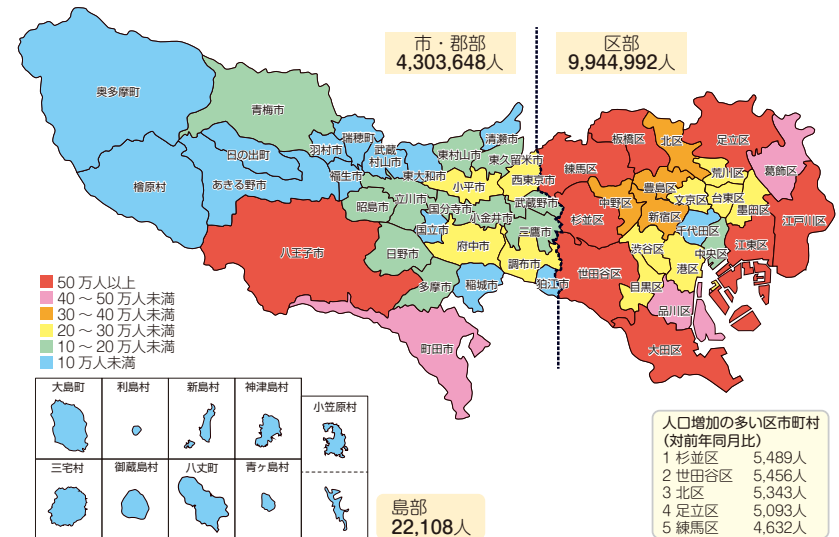 市・郡部
4,303,648人
区部
9,944,992人
奥多摩町
青梅市
瑞穂町
羽村市
武蔵
村山市
清瀬市
東村山市
東久留米市
日の出町
福生市
東大和市
小平市
西東京市
檜原村
あきる野市
昭島市
立川市
国分寺市
小金井市
武蔵野市
国立市
三鷹市
八王子市
日野市
府中市
調布市
多摩市
稲城市
狛江市
町田市
板橋区
北区
足立区
練馬区
荒川区
葛飾区
豊島区
文京区
台東区
中野区
墨田区
杉並区
新宿区
千代田区
江戸川区
渋谷区
中央区
江東区
世田谷区
港区
目黒区
品川区
大田区
50万人以上
40〜50万人未満
30〜40万人未満
20〜30万人未満
10〜20万人未満
10万人未満
大島町
利島村
新島村
神津島村
小笠原村
三宅村
御蔵島村
八丈町
青ヶ島村
島部
22,108人
人口増加の多い区市町村
(対前年同月比)
1 杉並区 5,489人
2 世田谷区 5,456人
3 北区 5,343人
4 足立区 5,093人
5 練馬区 4,632人